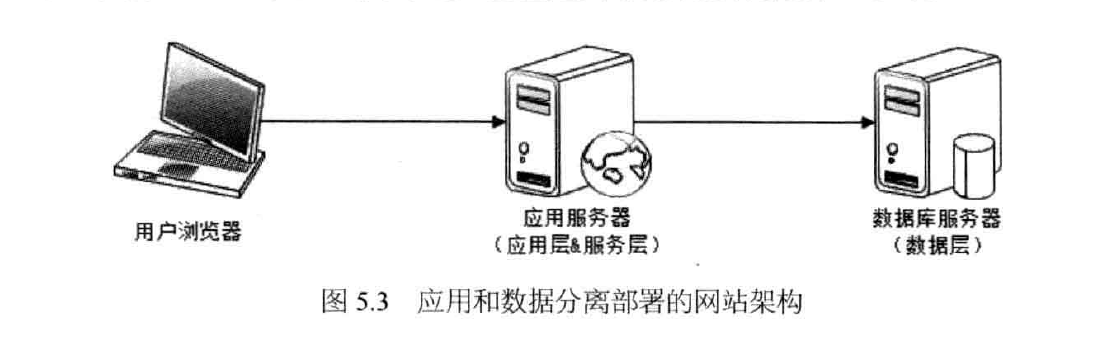 用户浏览器
应用服务器
（应用层&服务层）
数据库服务器
（数据层）
图 5.3 应用和数据分离部署的网站架构